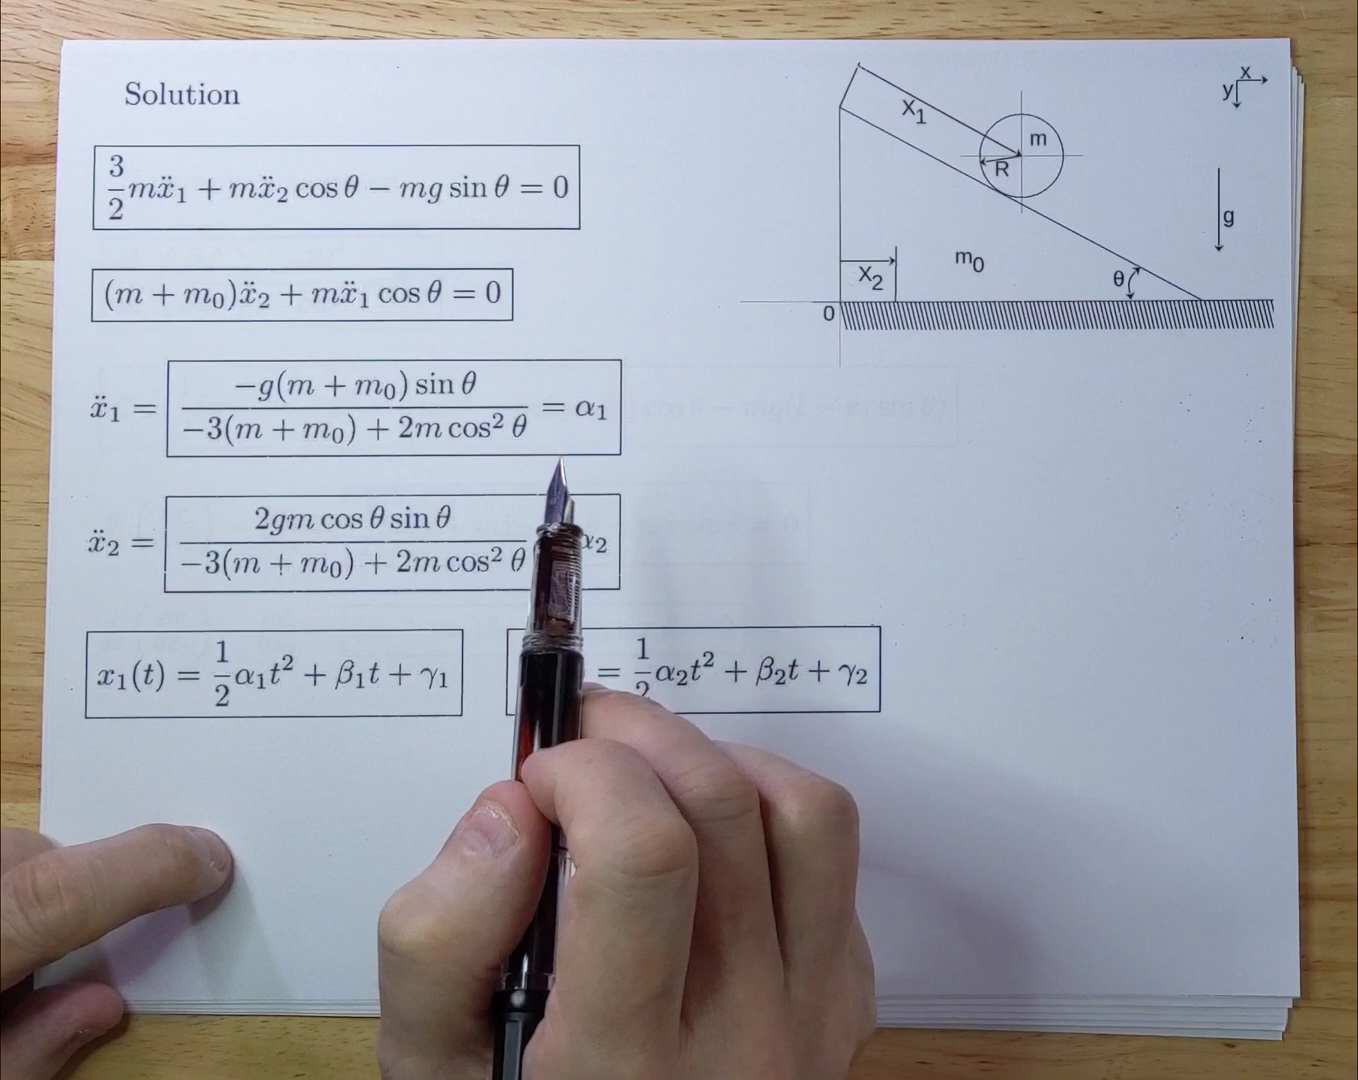 Solution
3/2 mẍ₁ + mẍ₂ cos θ − mg sin θ = 0
(m + m₀)ẍ₂ + mẍ₁ cos θ = 0
ẍ₁ = −g(m + m₀) sin θ / −3(m + m₀) + 2m cos² θ = α₁
ẍ₂ = 2gm cos θ sin θ / −3(m + m₀) + 2m cos² θ α₂
x₁(t) = 1/2 α₁t² + β₁t + γ₁
= 1/2 α₂t² + β₂t + γ₂
x
y
X₁
m
R
g
m₀
X₂
θ
0